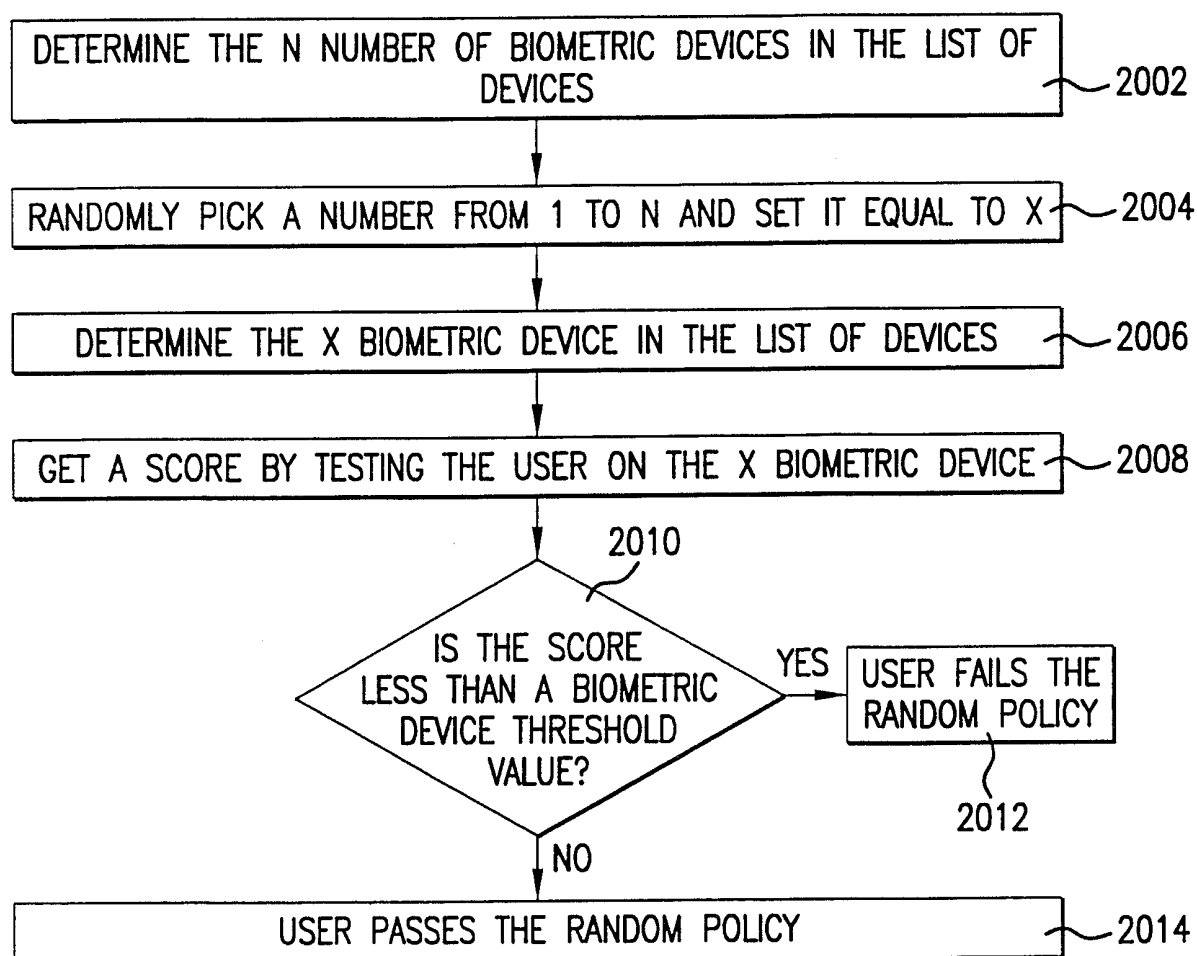 DETERMINE THE N NUMBER OF BIOMETRIC DEVICES IN THE LIST OF
DEVICES
2002
RANDOMLY PICK A NUMBER FROM 1 TO N AND SET IT EQUAL TO X
2004
DETERMINE THE X BIOMETRIC DEVICE IN THE LIST OF DEVICES
2006
GET A SCORE BY TESTING THE USER ON THE X BIOMETRIC DEVICE
2008
2010
IS THE SCORE
LESS THAN A BIOMETRIC
DEVICE THRESHOLD
VALUE?
YES
USER FAILS THE
RANDOM POLICY
2012
NO
USER PASSES THE RANDOM POLICY
2014